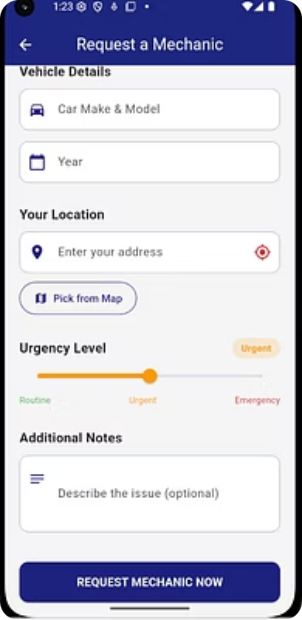 1:23
Request a Mechanic
Vehicle Details
Car Make & Model
Year
Your Location
Enter your address
Pick from Map
Urgency Level Urgent
Routine Urgent Emergency
Additional Notes
Describe the issue (optional)
REQUEST MECHANIC NOW